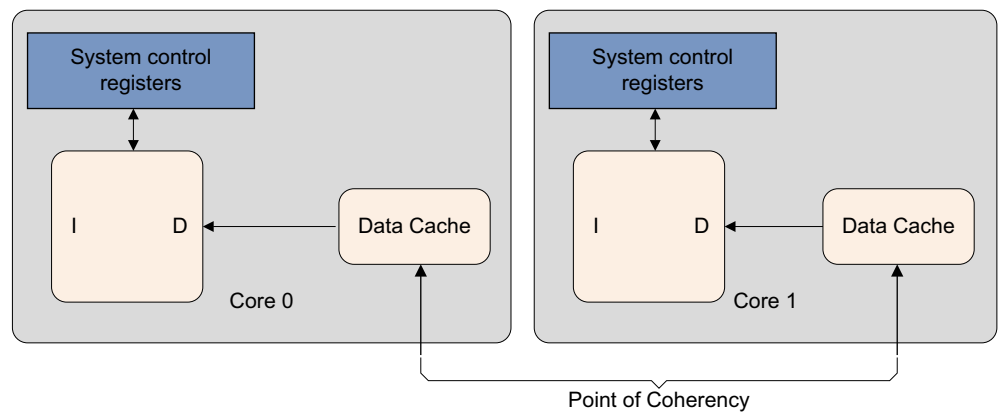 System control
registers
I
D
Data Cache
Core 0
System control
registers
I
D
Data Cache
Core 1
Point of Coherency